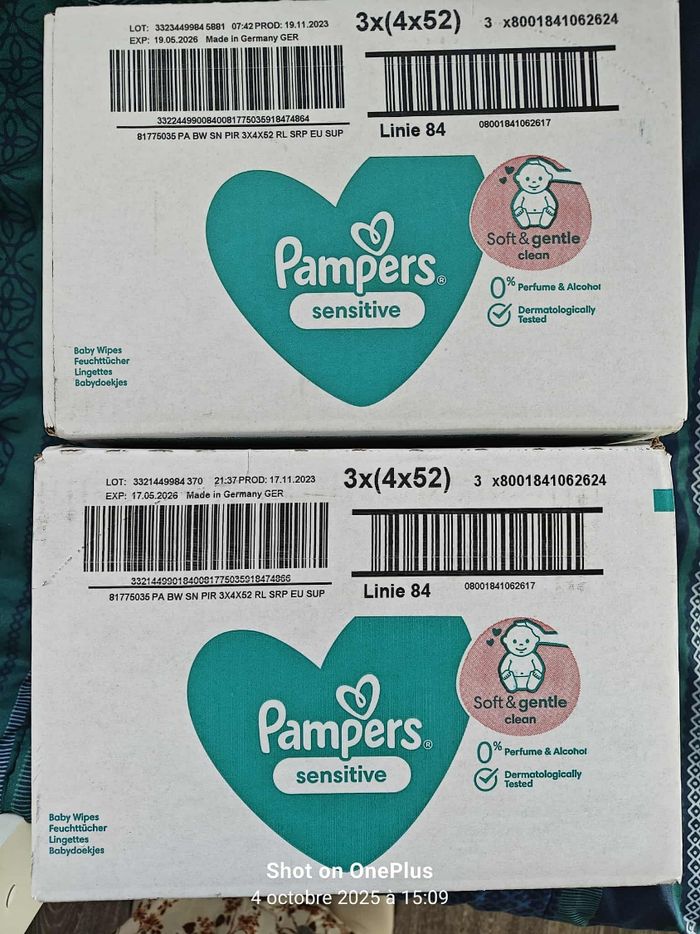 LOT: 3323449984 5881 07:42 PROD: 19.11.2023
EXP: 19.05.2026 Made in Germany GER
3x(4x52) 3 x8001841062624
3322449900840081775035918474864
81775035 PA BW SN PIR 3X4X52 RL SRP EU SUP
Linie 84 08001841062617
Pampers®
sensitive
Soft & gentle
clean
0% Perfume & Alcohol
Dermatologically
Tested
Baby Wipes
Feuchttücher
Lingettes
Babydoekjes
LOT: 3321449984 370 21:37 PROD: 17.11.2023
EXP: 17.05.2026 Made in Germany GER
3x(4x52) 3 x8001841062624
3321449901840081775035918474866
81775035 PA BW SN PIR 3X4X52 RL SRP EU SUP
Linie 84 08001841062617
Pampers®
sensitive
Soft & gentle
clean
0% Perfume & Alcohol
Dermatologically
Tested
Baby Wipes
Feuchttücher
Lingettes
Babydoekjes
Shot on OnePlus
4 octobre 2025 à 15:09